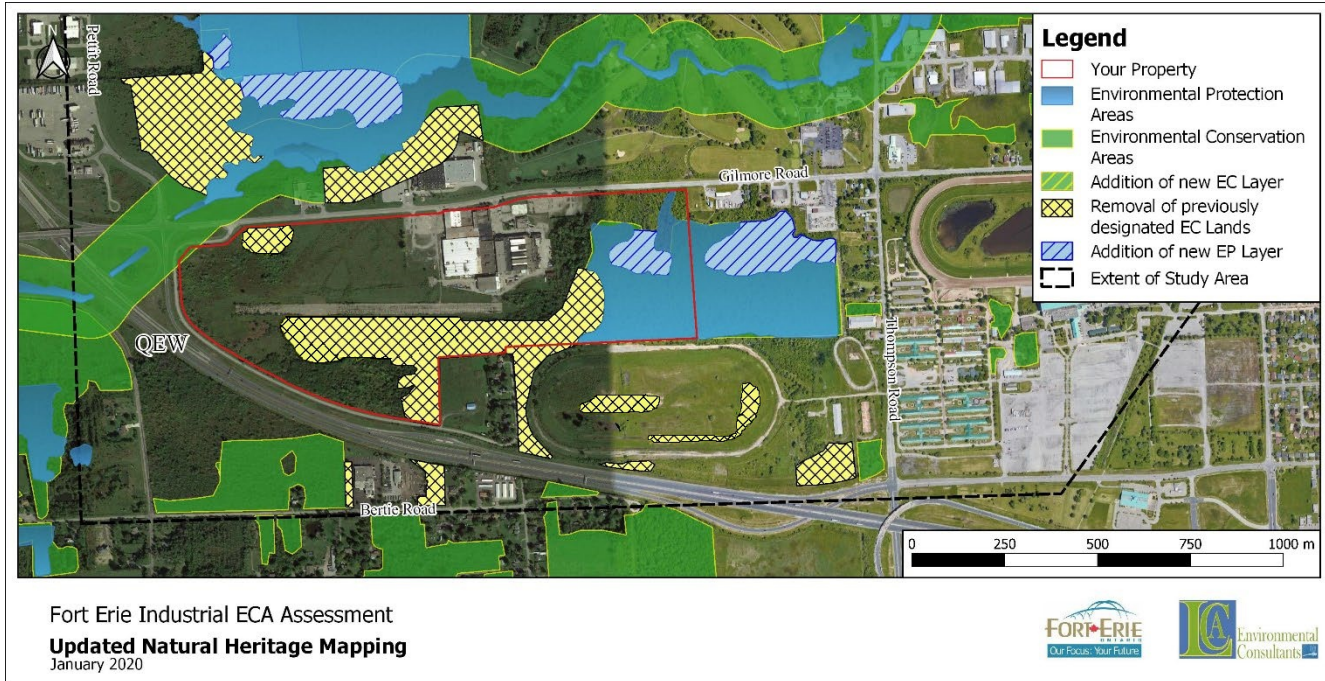 N
Pettit Road
Legend
Your Property
Environmental Protection
Areas
Environmental Conservation
Areas
Addition of new EC Layer
Removal of previously
designated EC Lands
Addition of new EP Layer
Extent of Study Area
Gilmore Road
QEW
Thompson Road
Bertie Road
0 250 500 750 1000 m
Fort Erie Industrial ECA Assessment
Updated Natural Heritage Mapping
January 2020
FORT ERIE
ONTARIO
Our Focus: Your Future
LCA
Environmental
Consultants